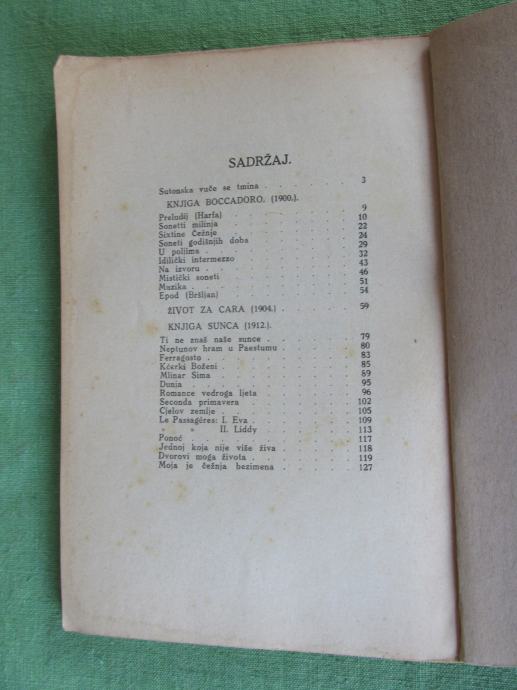 SADRŽAJ.
Sutonska vuče se tmina . . . . . . . 3
KNJIGA BOCCADORO. (1900.).
Preludij (Harfa) . . . . . . . 9
Sonetti milinja . . . . . . . 10
Sixtine Čežnje . . . . . . . 22
Soneti godišnjih doba . . . . . . . 24
U poljima . . . . . . . 29
Idilički intermezzo . . . . . . . 32
Na izvoru . . . . . . . 43
Mistički soneti . . . . . . . 46
Muzika . . . . . . . 51
Epod (Bršljan) . . . . . . . 54
ŽIVOT ZA CARA (1904.) . . . . . . . 59
KNJIGA SUNCA (1912.).
Ti ne znaš naše sunce . . . . . . . 79
Neptunov hram u Paestumu . . . . . . . 80
Ferragosto . . . . . . . 83
Kćerki Boženi . . . . . . . 85
Mlinar Sima . . . . . . . 89
Dunja . . . . . . . 95
Romance vedroga ljeta . . . . . . . 96
Seconda primavera . . . . . . . 102
Cjelov zemlje . . . . . . . 105
Le Passagéres: I. Eva . . . . . . . 109
" " II. Liddy . . . . . . . 113
Ponoć . . . . . . . 117
Jednoj koja nije više živa . . . . . . . 118
Dvorovi moga života . . . . . . . 119
Moja je čežnja bezimena . . . . . . . 127